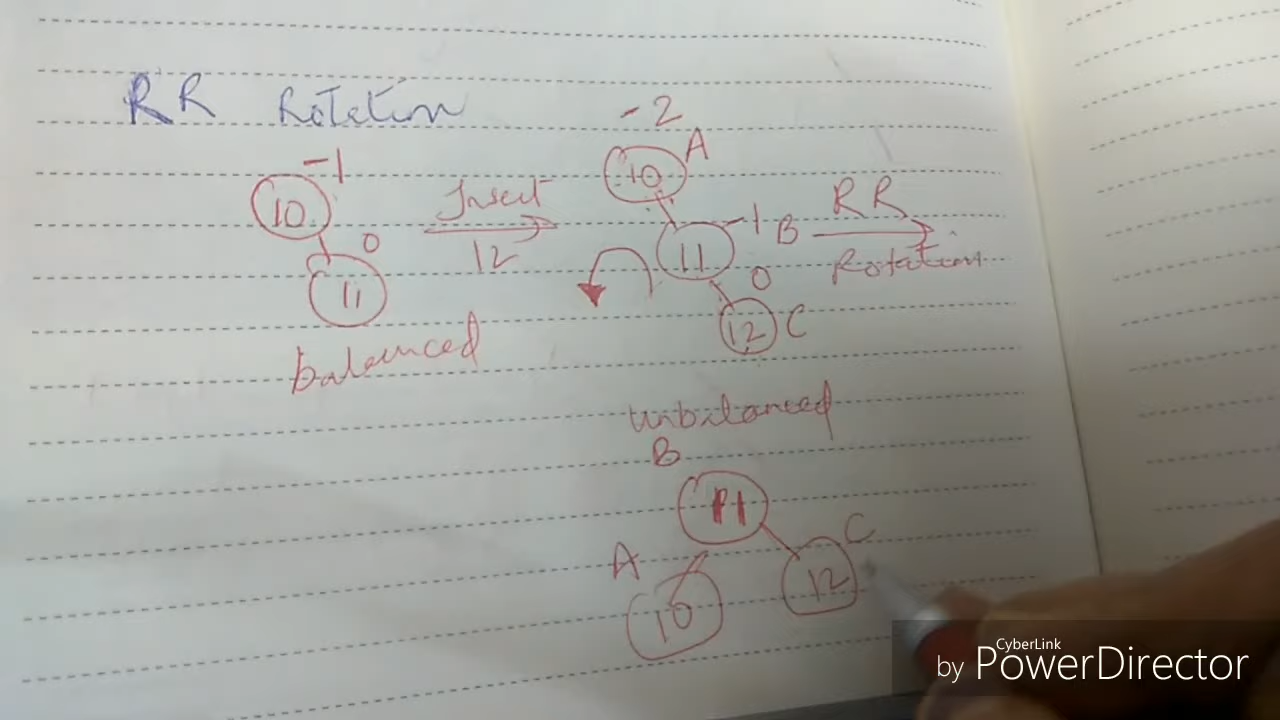 RR Rotation
-1
10
0
11
balanced
Insert
12
-2
10 A
-1
11 B
0
12 C
unbalanced
RR
Rotation
B
11
A
10
C
12
CyberLink
by PowerDirector